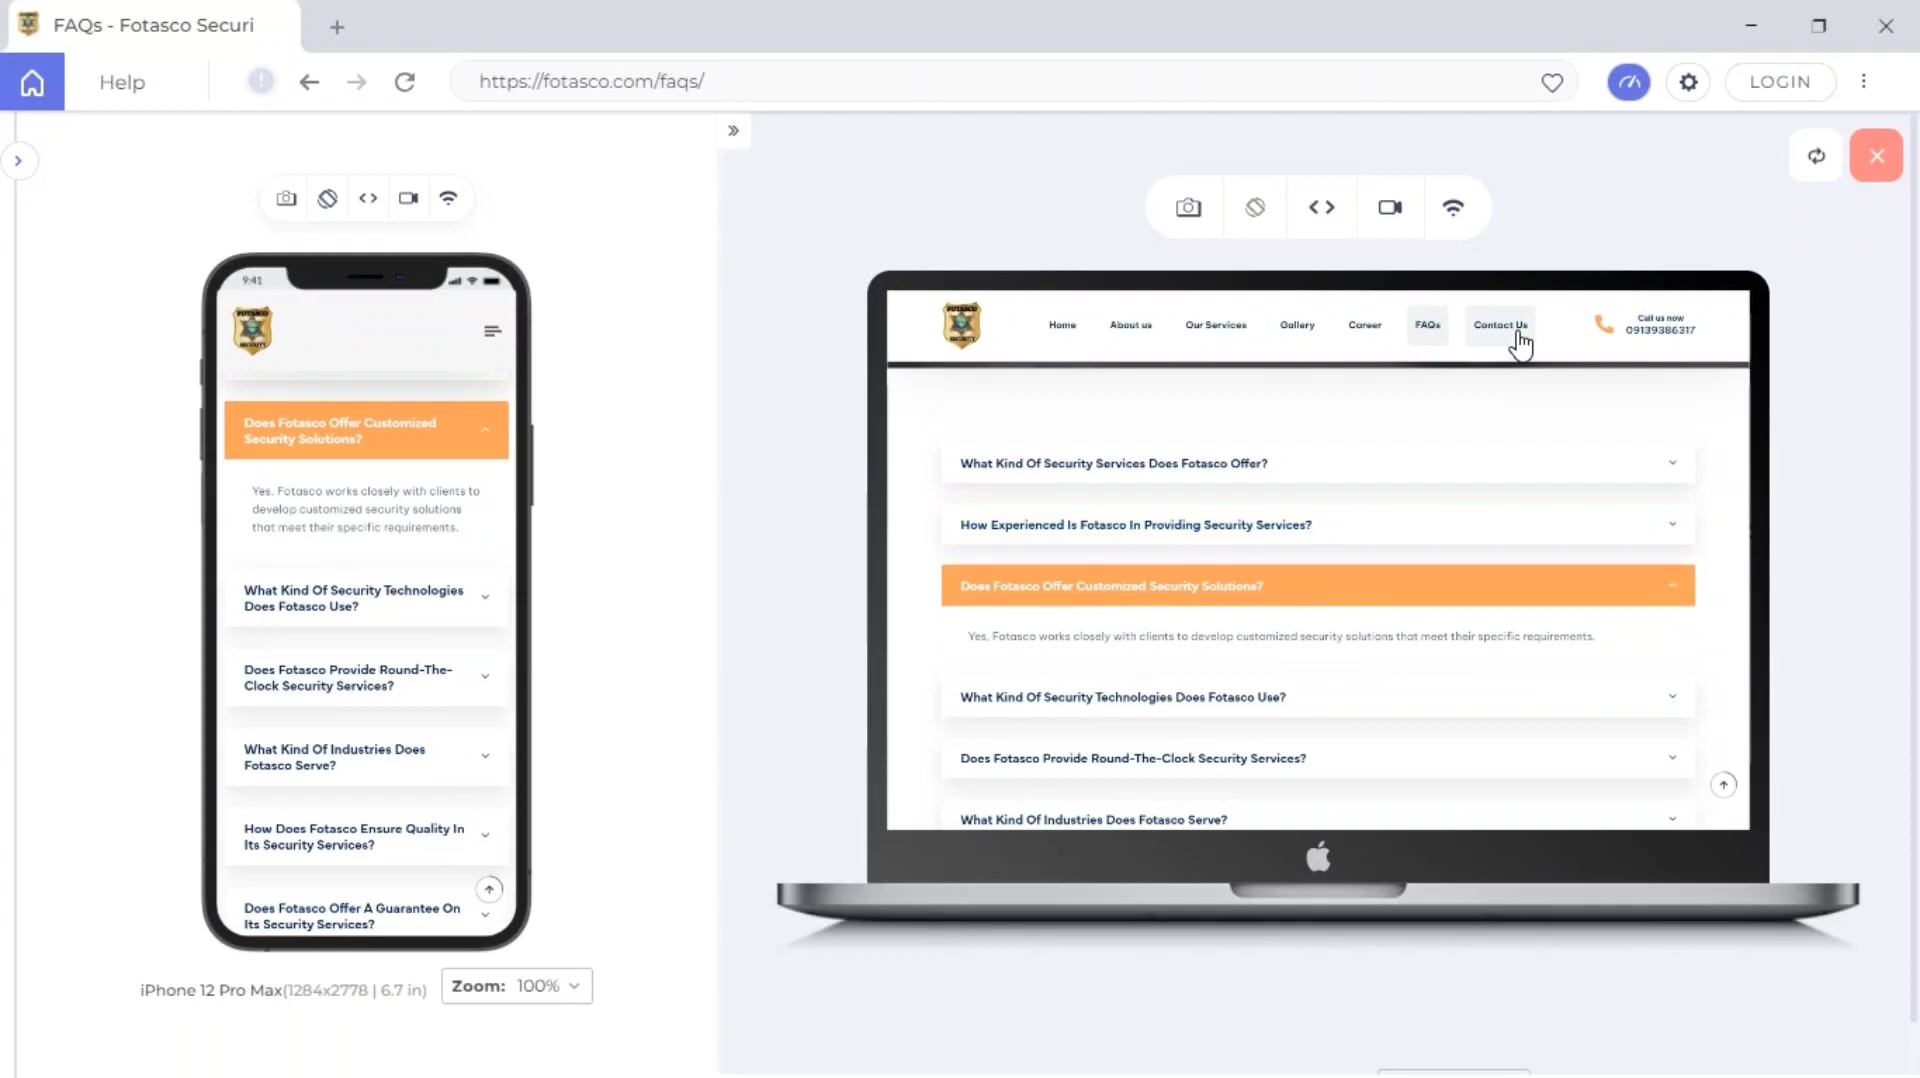 FAQs - Fotasco Securi
Help
https://fotasco.com/faqs/
LOGIN
9:41
FOTASCO
SECURITY
Does Fotasco Offer Customized
Security Solutions?
Yes, Fotasco works closely with clients to
develop customized security solutions
that meet their specific requirements.
What Kind Of Security Technologies
Does Fotasco Use?
Does Fotasco Provide Round-The-
Clock Security Services?
What Kind Of Industries Does
Fotasco Serve?
How Does Fotasco Ensure Quality In
Its Security Services?
Does Fotasco Offer A Guarantee On
Its Security Services?
iPhone 12 Pro Max(1284x2778 | 6.7 in)
Zoom: 100%
FOTASCO
SECURITY
Home
About us
Our Services
Gallery
Career
FAQs
Contact Us
Call us now
09139386317
What Kind Of Security Services Does Fotasco Offer?
How Experienced Is Fotasco In Providing Security Services?
Does Fotasco Offer Customized Security Solutions?
Yes, Fotasco works closely with clients to develop customized security solutions that meet their specific requirements.
What Kind Of Security Technologies Does Fotasco Use?
Does Fotasco Provide Round-The-Clock Security Services?
What Kind Of Industries Does Fotasco Serve?